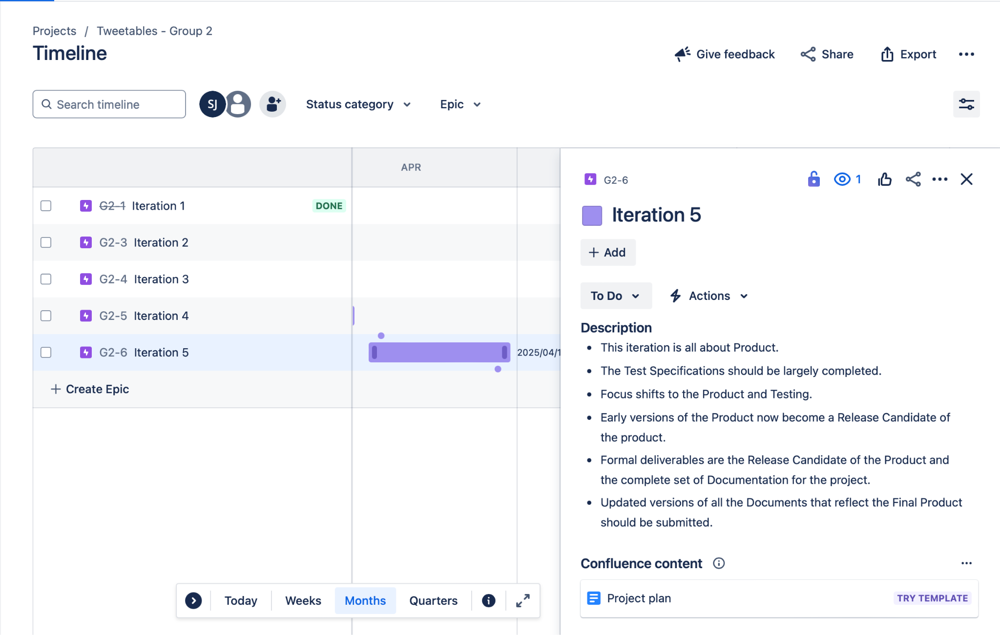 Projects / Tweetables - Group 2
Timeline
Give feedback
Share
Export
Search timeline
SJ
Status category
Epic
APR
G2-1 Iteration 1 DONE
G2-3 Iteration 2
G2-4 Iteration 3
G2-5 Iteration 4
G2-6 Iteration 5
2025/04/1
+ Create Epic
Today
Weeks
Months
Quarters
G2-6
1
Iteration 5
+ Add
To Do
Actions
Description
• This iteration is all about Product.
• The Test Specifications should be largely completed.
• Focus shifts to the Product and Testing.
• Early versions of the Product now become a Release Candidate of
the product.
• Formal deliverables are the Release Candidate of the Product and
the complete set of Documentation for the project.
• Updated versions of all the Documents that reflect the Final Product
should be submitted.
Confluence content
Project plan
TRY TEMPLATE